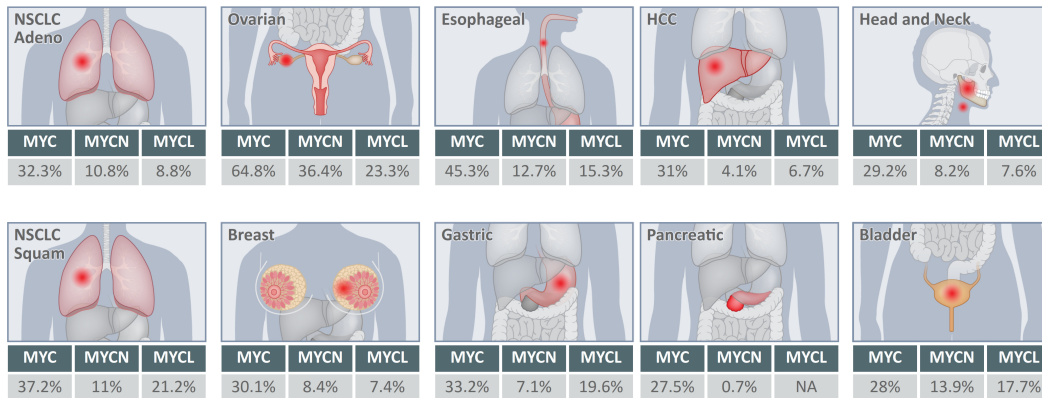 NSCLC
Adeno
Ovarian
Esophageal
HCC
Head and Neck
MYC MYCN MYCL
32.3% 10.8% 8.8%
MYC MYCN MYCL
64.8% 36.4% 23.3%
MYC MYCN MYCL
45.3% 12.7% 15.3%
MYC MYCN MYCL
31% 4.1% 6.7%
MYC MYCN MYCL
29.2% 8.2% 7.6%
NSCLC
Squam
Breast
Gastric
Pancreatic
Bladder
MYC MYCN MYCL
37.2% 11% 21.2%
MYC MYCN MYCL
30.1% 8.4% 7.4%
MYC MYCN MYCL
33.2% 7.1% 19.6%
MYC MYCN MYCL
27.5% 0.7% NA
MYC MYCN MYCL
28% 13.9% 17.7%